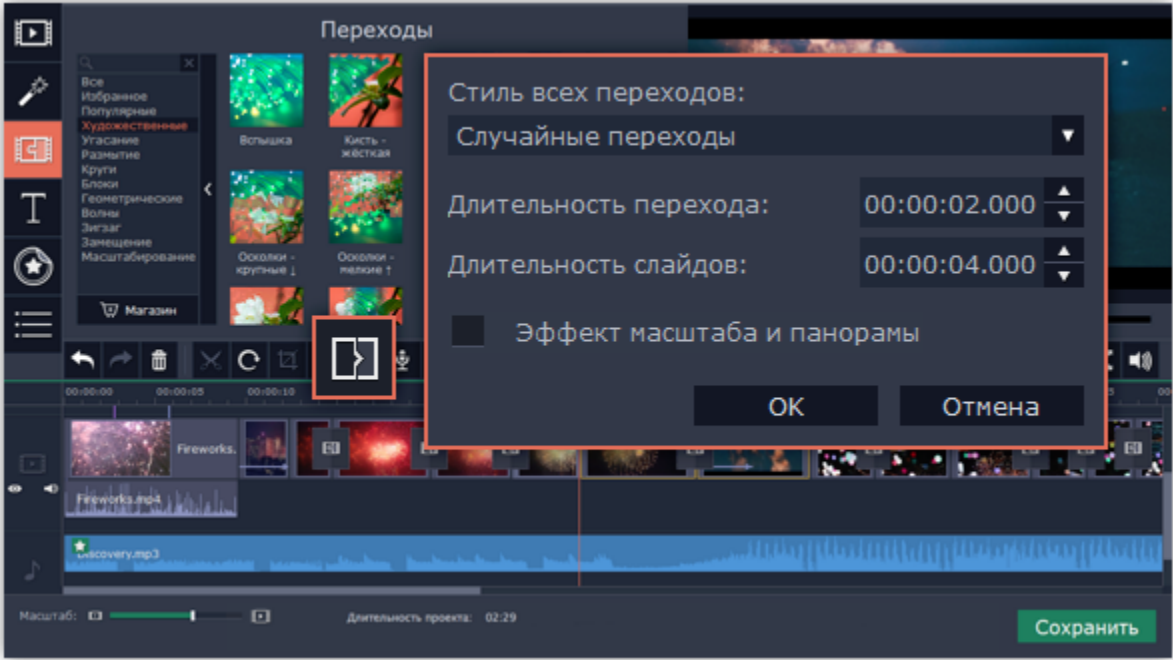 Переходы
Все
Избранное
Популярные
Художественные
Угасание
Размытие
Круги
Блоки
Геометрические
Волны
Зигзаг
Замещение
Масштабирование
Магазин
Вспышка
Кисть -
жёсткая
Осколки -
крупные ↓
Осколки -
мелкие ↑
Стиль всех переходов:
Случайные переходы
Длительность перехода: 00:00:02.000
Длительность слайдов: 00:00:04.000
Эффект масштаба и панорамы
OK Отмена
00:00:00 00:00:05 00:00:10
Fireworks.
Fireworks.mp4
Discovery.mp3
Масштаб: Длительность проекта: 02:29
Сохранить